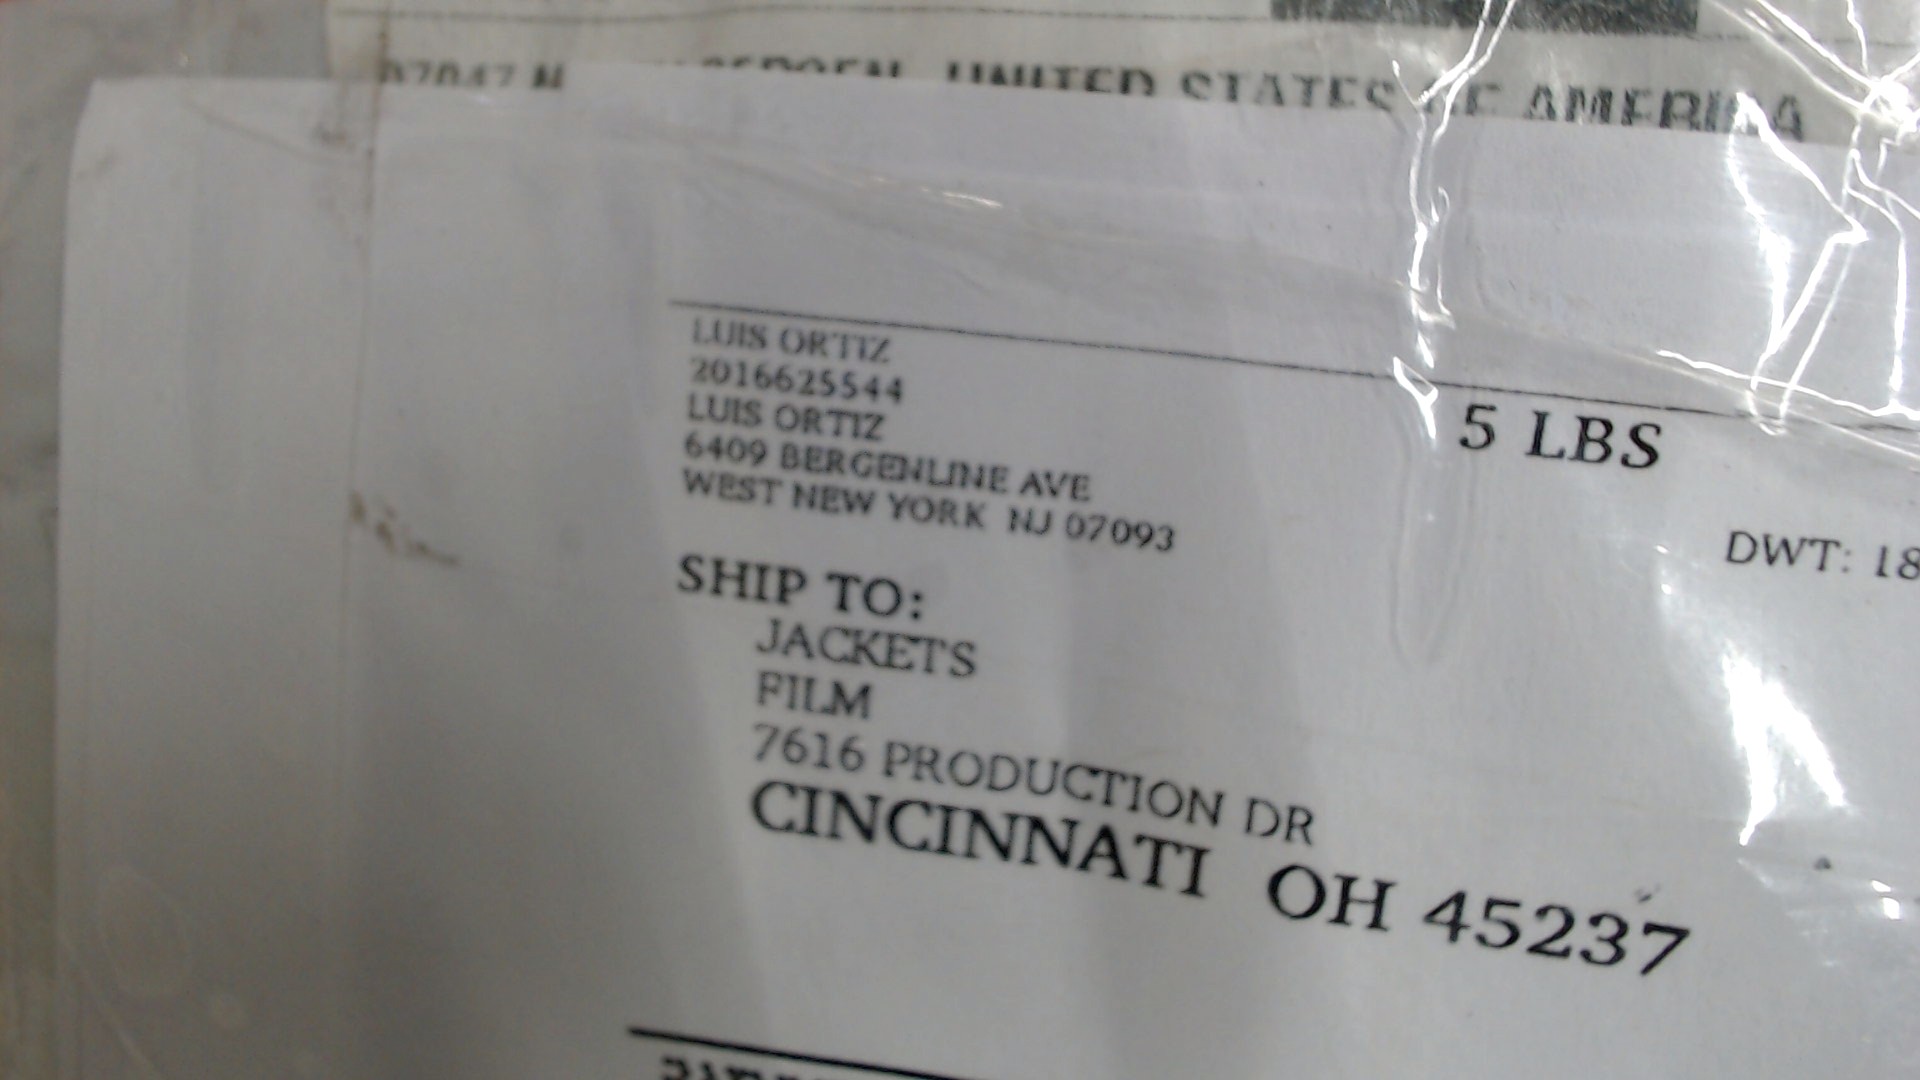 UNITED STATES OF AMERICA
LUIS ORTIZ
2016625544
LUIS ORTIZ
6409 BERGENLINE AVE
WEST NEW YORK NJ 07093
5 LBS
DWT: 18
SHIP TO:
JACKETS
FILM
7616 PRODUCTION DR
CINCINNATI OH 45237